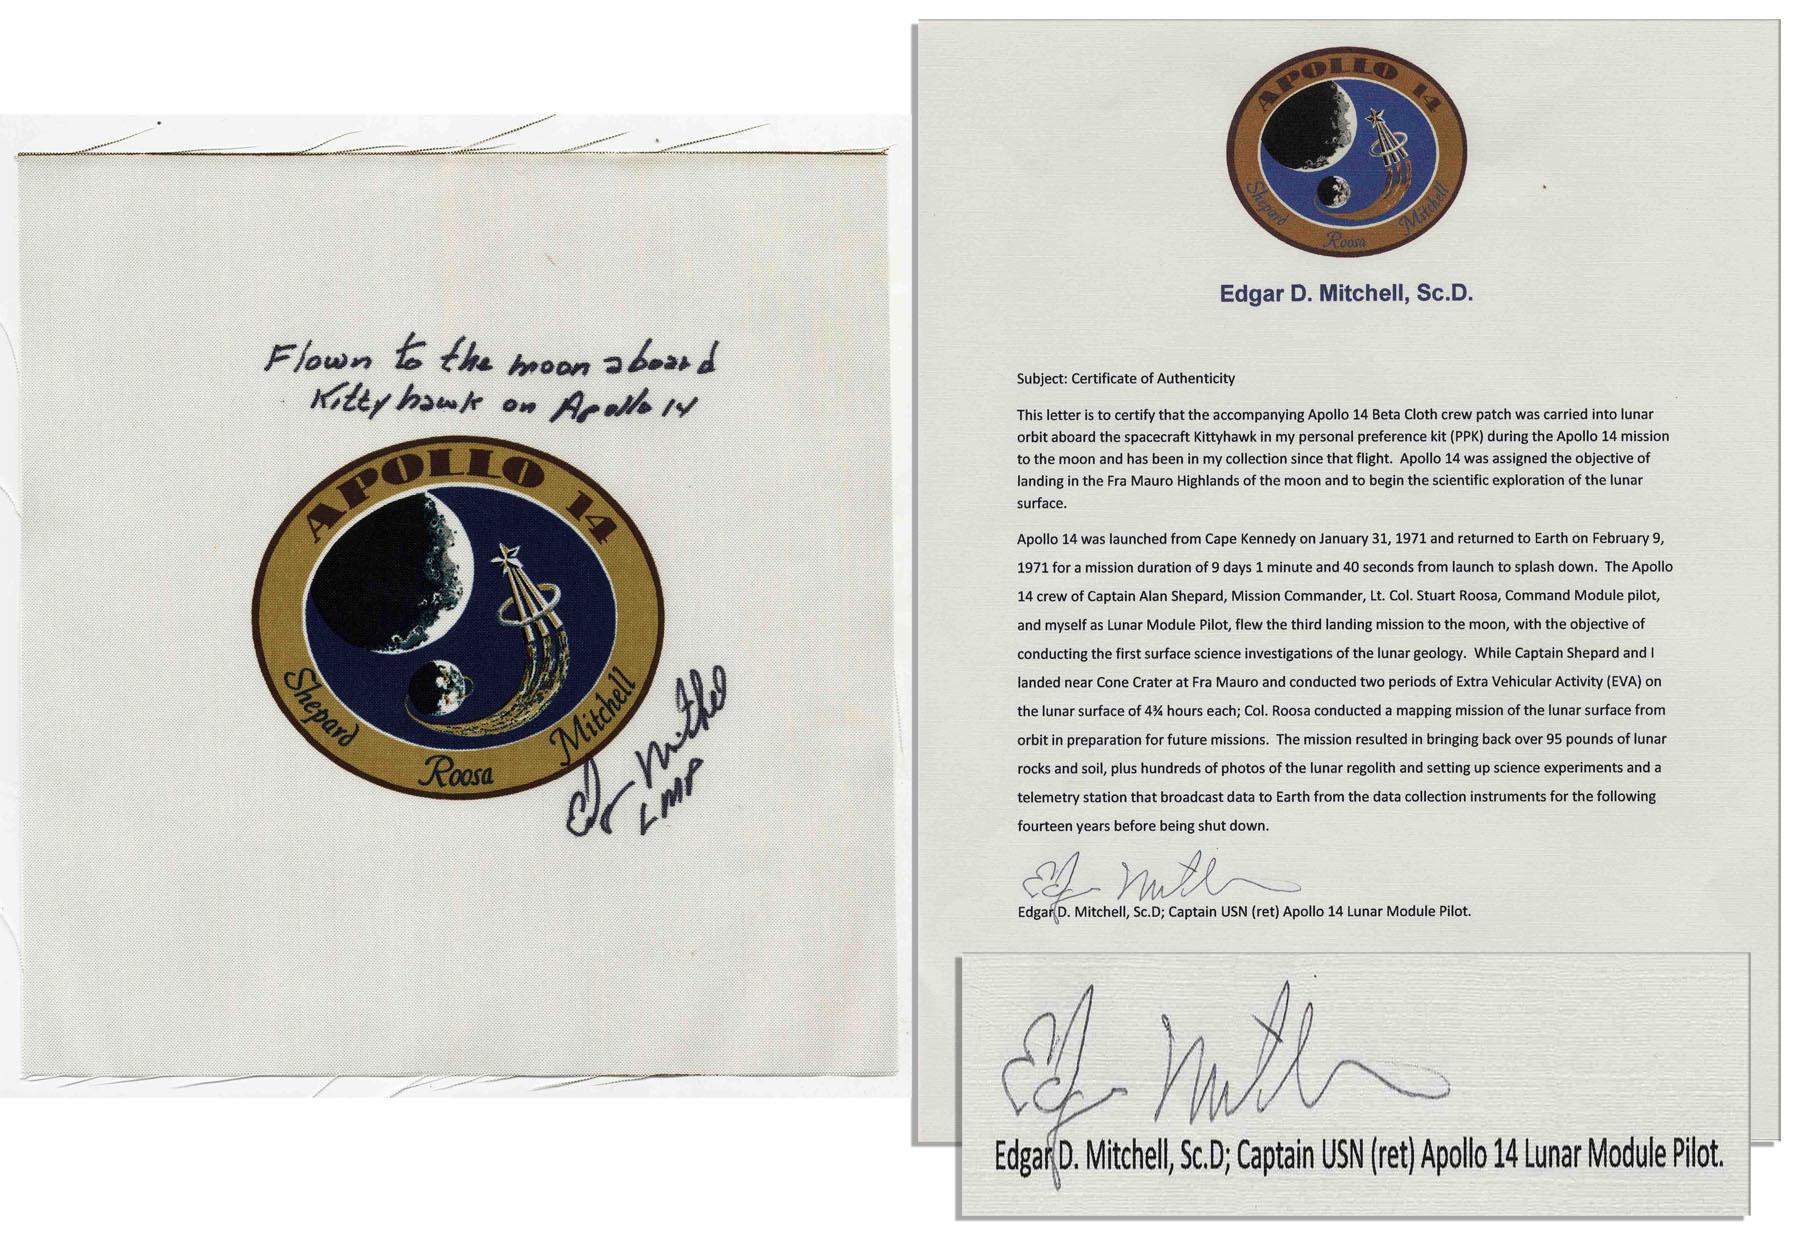 Flown to the moon aboard
Kittyhawk on Apollo 14
APOLLO 14
Shepard
Roosa
Mitchell
Edgar Mitchell
LMP
APOLLO 14
Shepard
Roosa
Mitchell
Edgar D. Mitchell, Sc.D.
Subject: Certificate of Authenticity
This letter is to certify that the accompanying Apollo 14 Beta Cloth crew patch was carried into lunar
orbit aboard the spacecraft Kittyhawk in my personal preference kit (PPK) during the Apollo 14 mission
to the moon and has been in my collection since that flight.  Apollo 14 was assigned the objective of
landing in the Fra Mauro Highlands of the moon and to begin the scientific exploration of the lunar
surface.
Apollo 14 was launched from Cape Kennedy on January 31, 1971 and returned to Earth on February 9,
1971 for a mission duration of 9 days 1 minute and 40 seconds from launch to splash down.  The Apollo
14 crew of Captain Alan Shepard, Mission Commander, Lt. Col. Stuart Roosa, Command Module pilot,
and myself as Lunar Module Pilot, flew the third landing mission to the moon, with the objective of
conducting the first surface science investigations of the lunar geology.  While Captain Shepard and I
landed near Cone Crater at Fra Mauro and conducted two periods of Extra Vehicular Activity (EVA) on
the lunar surface of 4¾ hours each; Col. Roosa conducted a mapping mission of the lunar surface from
orbit in preparation for future missions.  The mission resulted in bringing back over 95 pounds of lunar
rocks and soil, plus hundreds of photos of the lunar regolith and setting up science experiments and a
telemetry station that broadcast data to Earth from the data collection instruments for the following
fourteen years before being shut down.
Edgar Mitchell
Edgar D. Mitchell, Sc.D; Captain USN (ret) Apollo 14 Lunar Module Pilot.
Edgar Mitchell
Edgar D. Mitchell, Sc.D; Captain USN (ret) Apollo 14 Lunar Module Pilot.